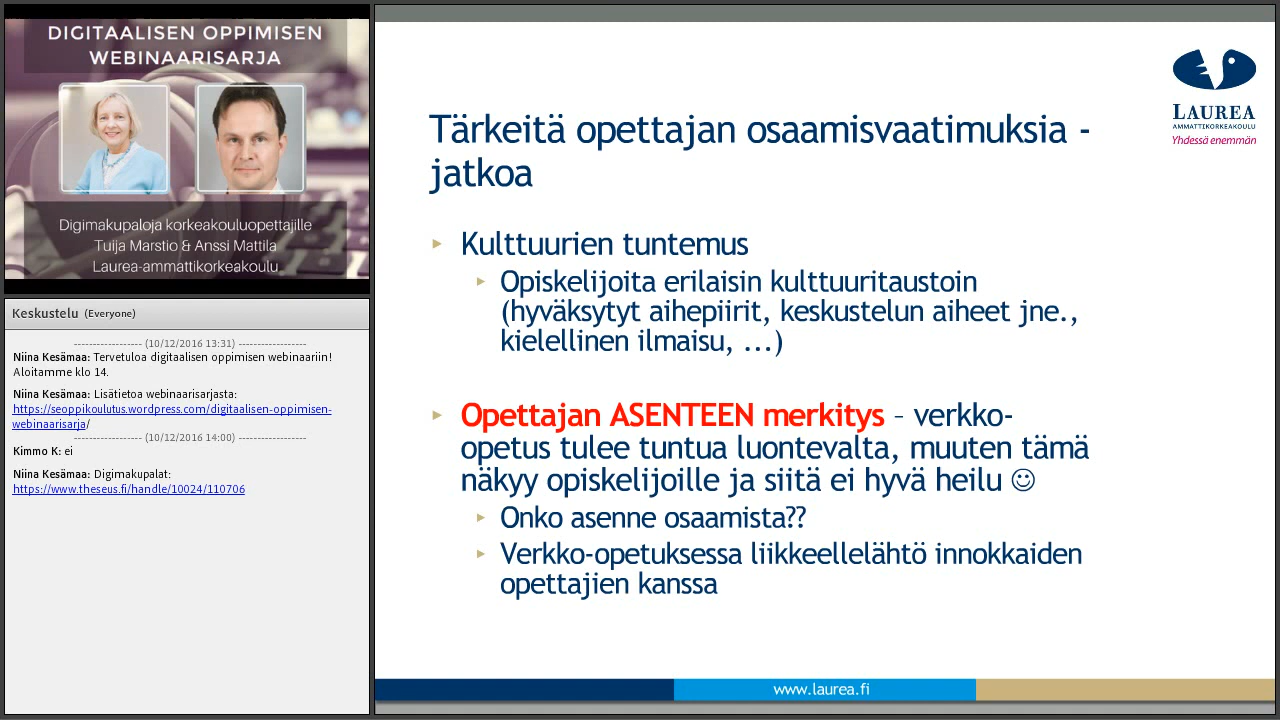 DIGITAALISEN OPPIMISEN
WEBINAARISARJA
Digimakupaloja korkeakouluopettajille
Tuija Marstio & Anssi Mattila
Laurea-ammattikorkeakoulu
Keskustelu (Everyone)
------------------ (10/12/2016 13:31) ------------------
Niina Kesämaa: Tervetuloa digitaalisen oppimisen webinaariin!
Aloitamme klo 14.
Niina Kesämaa: Lisätietoa webinaarisarjasta:
https://seoppikoulutus.wordpress.com/digitaalisen-oppimisen-
webinaarisarja/
------------------ (10/12/2016 14:00) ------------------
Kimmo K: ei
Niina Kesämaa: Digimakupalat:
https://www.theseus.fi/handle/10024/110706
LAUREA
AMMATTIKORKEAKOULU
Yhdessä enemmän
Tärkeitä opettajan osaamisvaatimuksia -
jatkoa
Kulttuurien tuntemus
Opiskelijoita erilaisin kulttuuritaustoin
(hyväksytyt aihepiirit, keskustelun aiheet jne.,
kielellinen ilmaisu, ...)
Opettajan ASENTEEN merkitys – verkko-
opetus tulee tuntua luontevalta, muuten tämä
näkyy opiskelijoille ja siitä ei hyvä heilu ☺
Onko asenne osaamista??
Verkko-opetuksessa liikkeellelähtö innokkaiden
opettajien kanssa
www.laurea.fi